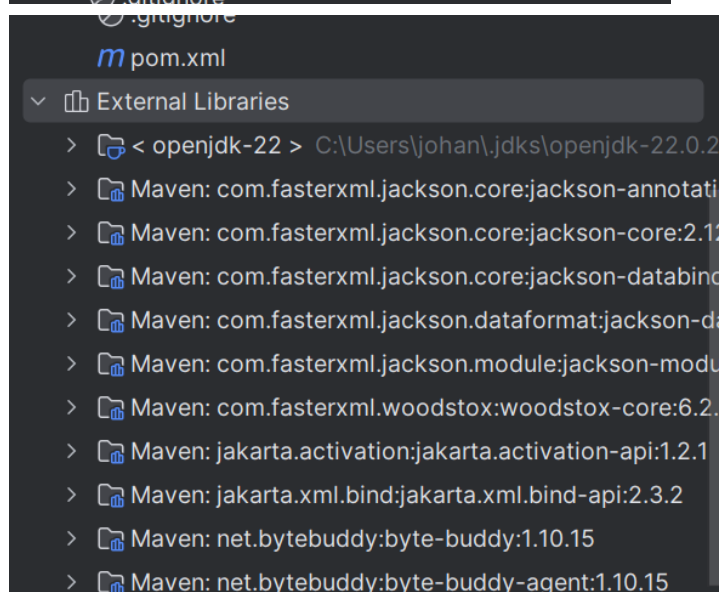 .gitignore
pom.xml
External Libraries
< openjdk-22 > C:\Users\johan\.jdks\openjdk-22.0.2
Maven: com.fasterxml.jackson.core:jackson-annotati
Maven: com.fasterxml.jackson.core:jackson-core:2.12
Maven: com.fasterxml.jackson.core:jackson-databind
Maven: com.fasterxml.jackson.dataformat:jackson-da
Maven: com.fasterxml.jackson.module:jackson-modu
Maven: com.fasterxml.woodstox:woodstox-core:6.2.
Maven: jakarta.activation:jakarta.activation-api:1.2.1
Maven: jakarta.xml.bind:jakarta.xml.bind-api:2.3.2
Maven: net.bytebuddy:byte-buddy:1.10.15
Maven: net.bytebuddy:byte-buddy-agent:1.10.15